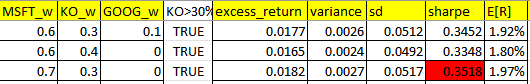 MSFT_w KO_w GOOG_w KO>30% excess_return variance sd sharpe E[R]
0.6 0.3 0.1 TRUE 0.0177 0.0026 0.0512 0.3452 1.92%
0.6 0.4 0 TRUE 0.0165 0.0024 0.0492 0.3348 1.80%
0.7 0.3 0 TRUE 0.0182 0.0027 0.0517 0.3518 1.97%